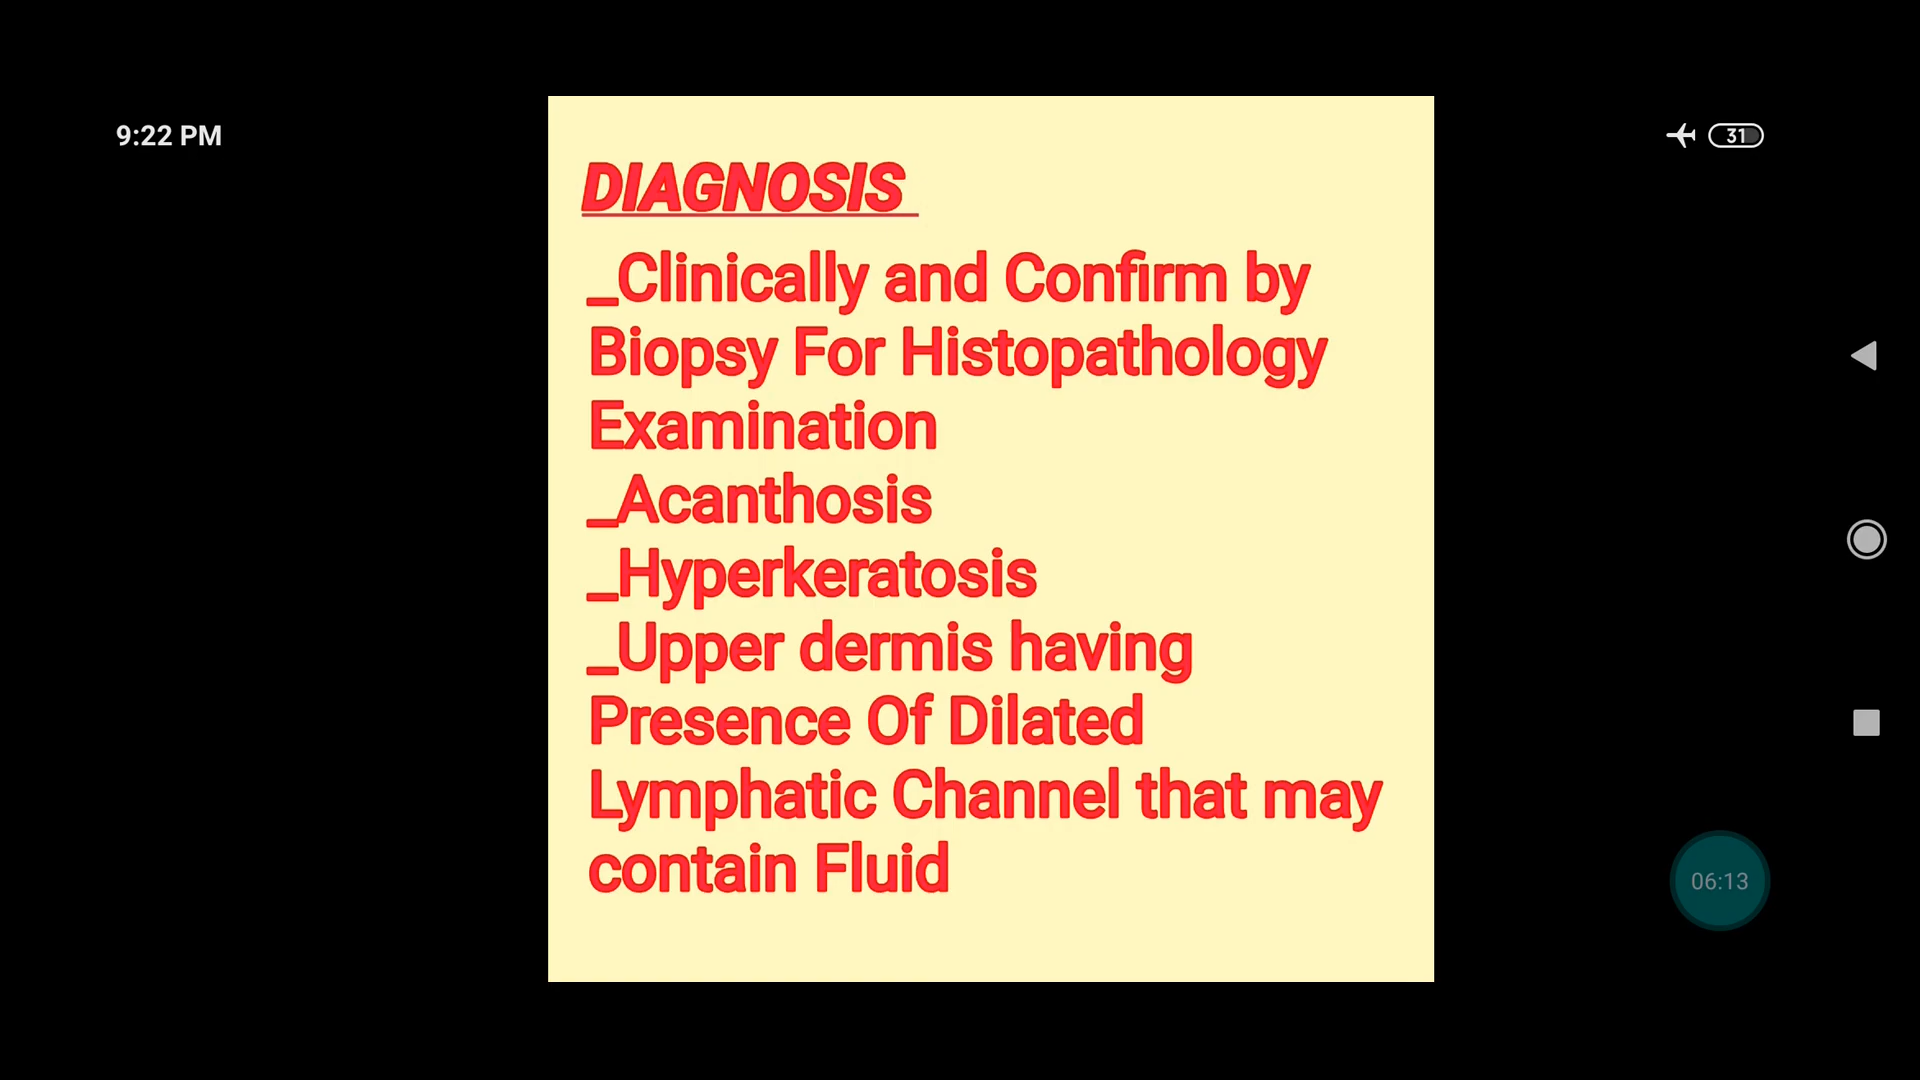 9:22 PM
31
DIAGNOSIS
_Clinically and Confirm by
Biopsy For Histopathology
Examination
_Acanthosis
_Hyperkeratosis
_Upper dermis having
Presence Of Dilated
Lymphatic Channel that may
contain Fluid
06:13